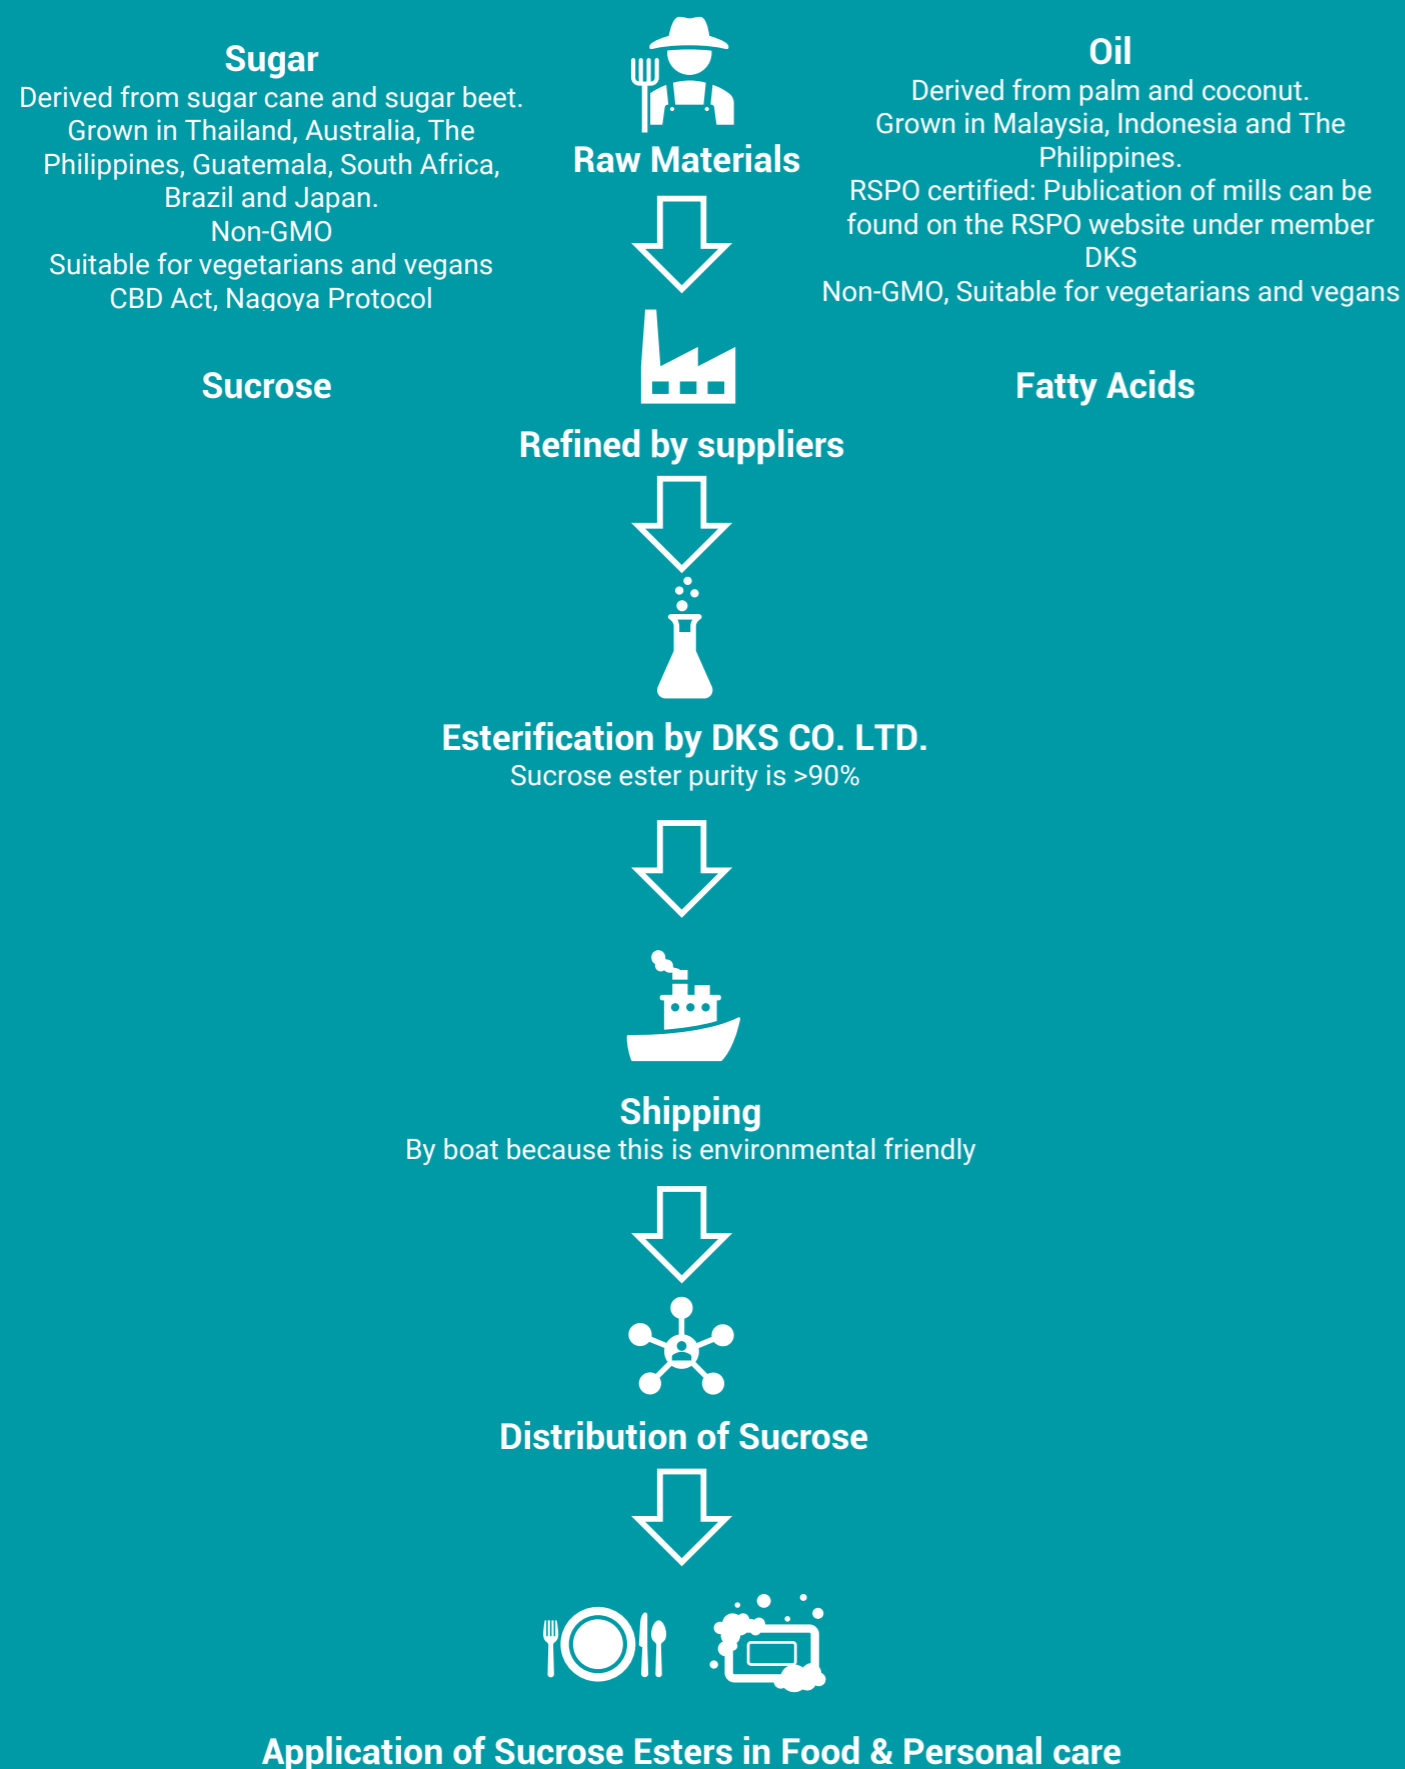 Sugar
Derived from sugar cane and sugar beet.
Grown in Thailand, Australia, The
Philippines, Guatemala, South Africa,
Brazil and Japan.
Non-GMO
Suitable for vegetarians and vegans
CBD Act, Nagoya Protocol
Raw Materials
Oil
Derived from palm and coconut.
Grown in Malaysia, Indonesia and The
Philippines.
RSPO certified: Publication of mills can be
found on the RSPO website under member
DKS
Non-GMO, Suitable for vegetarians and vegans
Sucrose
Fatty Acids
Refined by suppliers
Esterification by DKS CO. LTD.
Sucrose ester purity is >90%
Shipping
By boat because this is environmental friendly
Distribution of Sucrose
Application of Sucrose Esters in Food & Personal care